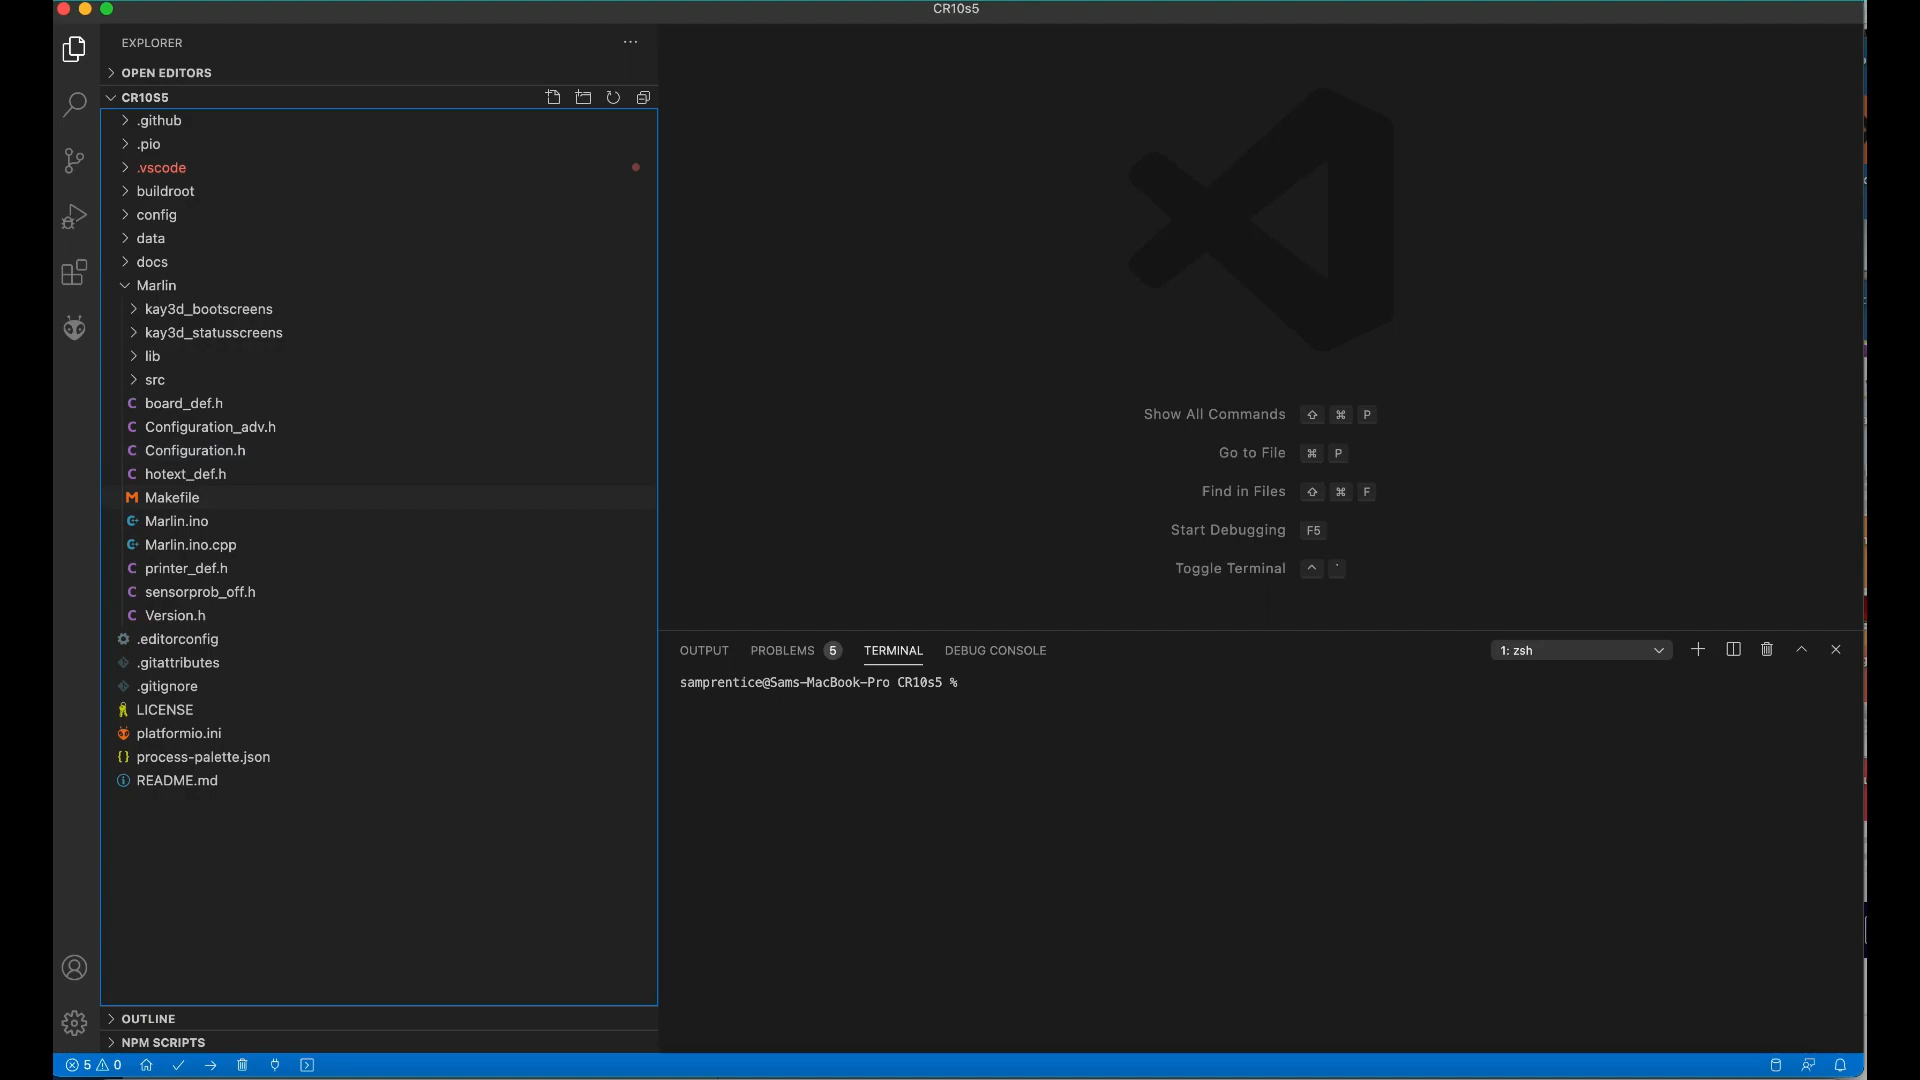 CR10s5
EXPLORER
OPEN EDITORS
CR10S5
.github
.pio
.vscode
buildroot
config
data
docs
Marlin
kay3d_bootscreens
kay3d_statusscreens
lib
src
board_def.h
Configuration_adv.h
Configuration.h
hotext_def.h
Makefile
Marlin.ino
Marlin.ino.cpp
printer_def.h
sensorprob_off.h
Version.h
.editorconfig
.gitattributes
.gitignore
LICENSE
platformio.ini
process-palette.json
README.md
OUTLINE
NPM SCRIPTS
Show All Commands ⇧ ⌘ P
Go to File ⌘ P
Find in Files ⇧ ⌘ F
Start Debugging F5
Toggle Terminal ^ `
OUTPUT PROBLEMS 5 TERMINAL DEBUG CONSOLE 1: zsh
samprentice@Sams-MacBook-Pro CR10s5 %
5 0